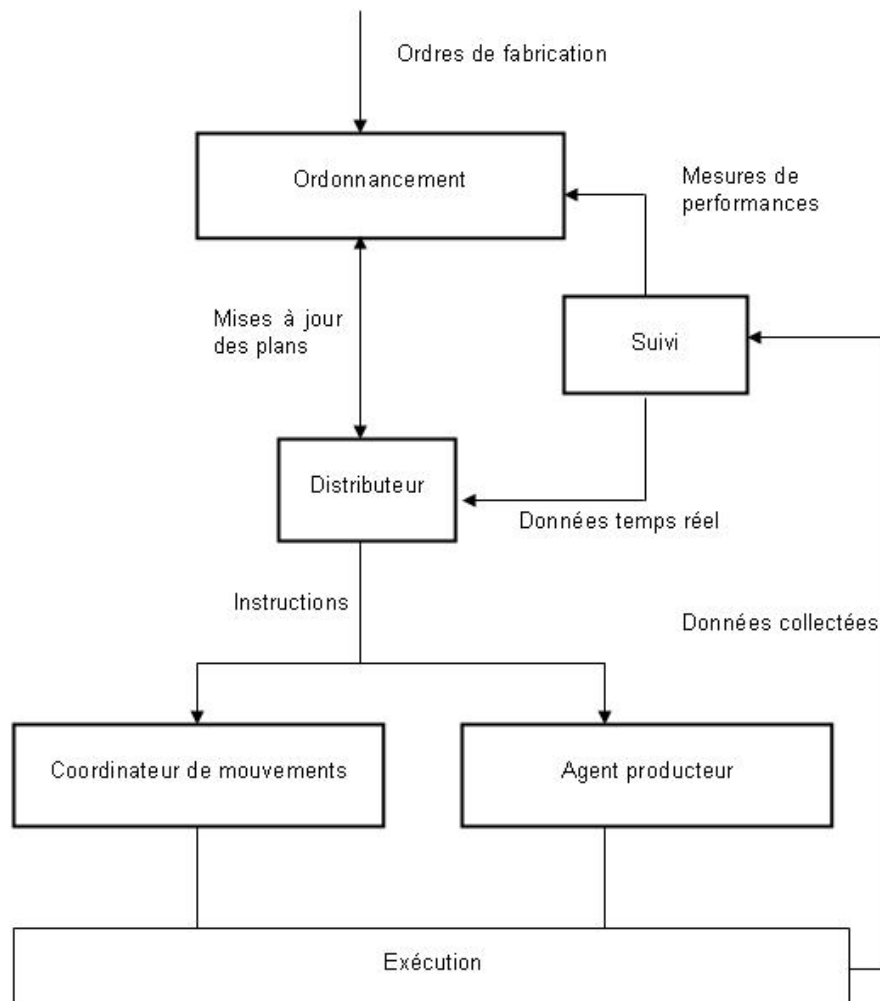 Ordres de fabrication
Ordonnancement
Mesures de
performances
Mises à jour
des plans
Suivi
Distributeur
Données temps réel
Instructions
Données collectées
Coordinateur de mouvements
Agent producteur
Exécution